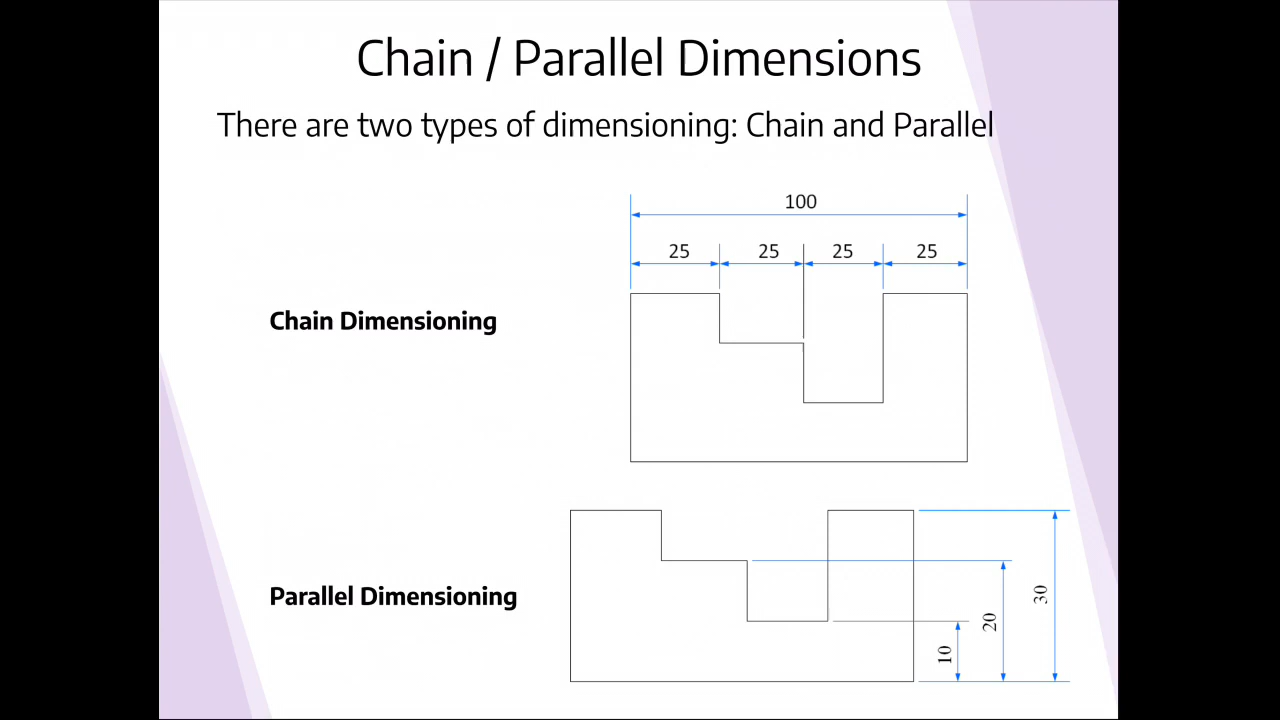 Chain / Parallel Dimensions
There are two types of dimensioning: Chain and Parallel
100
25 25 25 25
Chain Dimensioning
Parallel Dimensioning
10 20 30